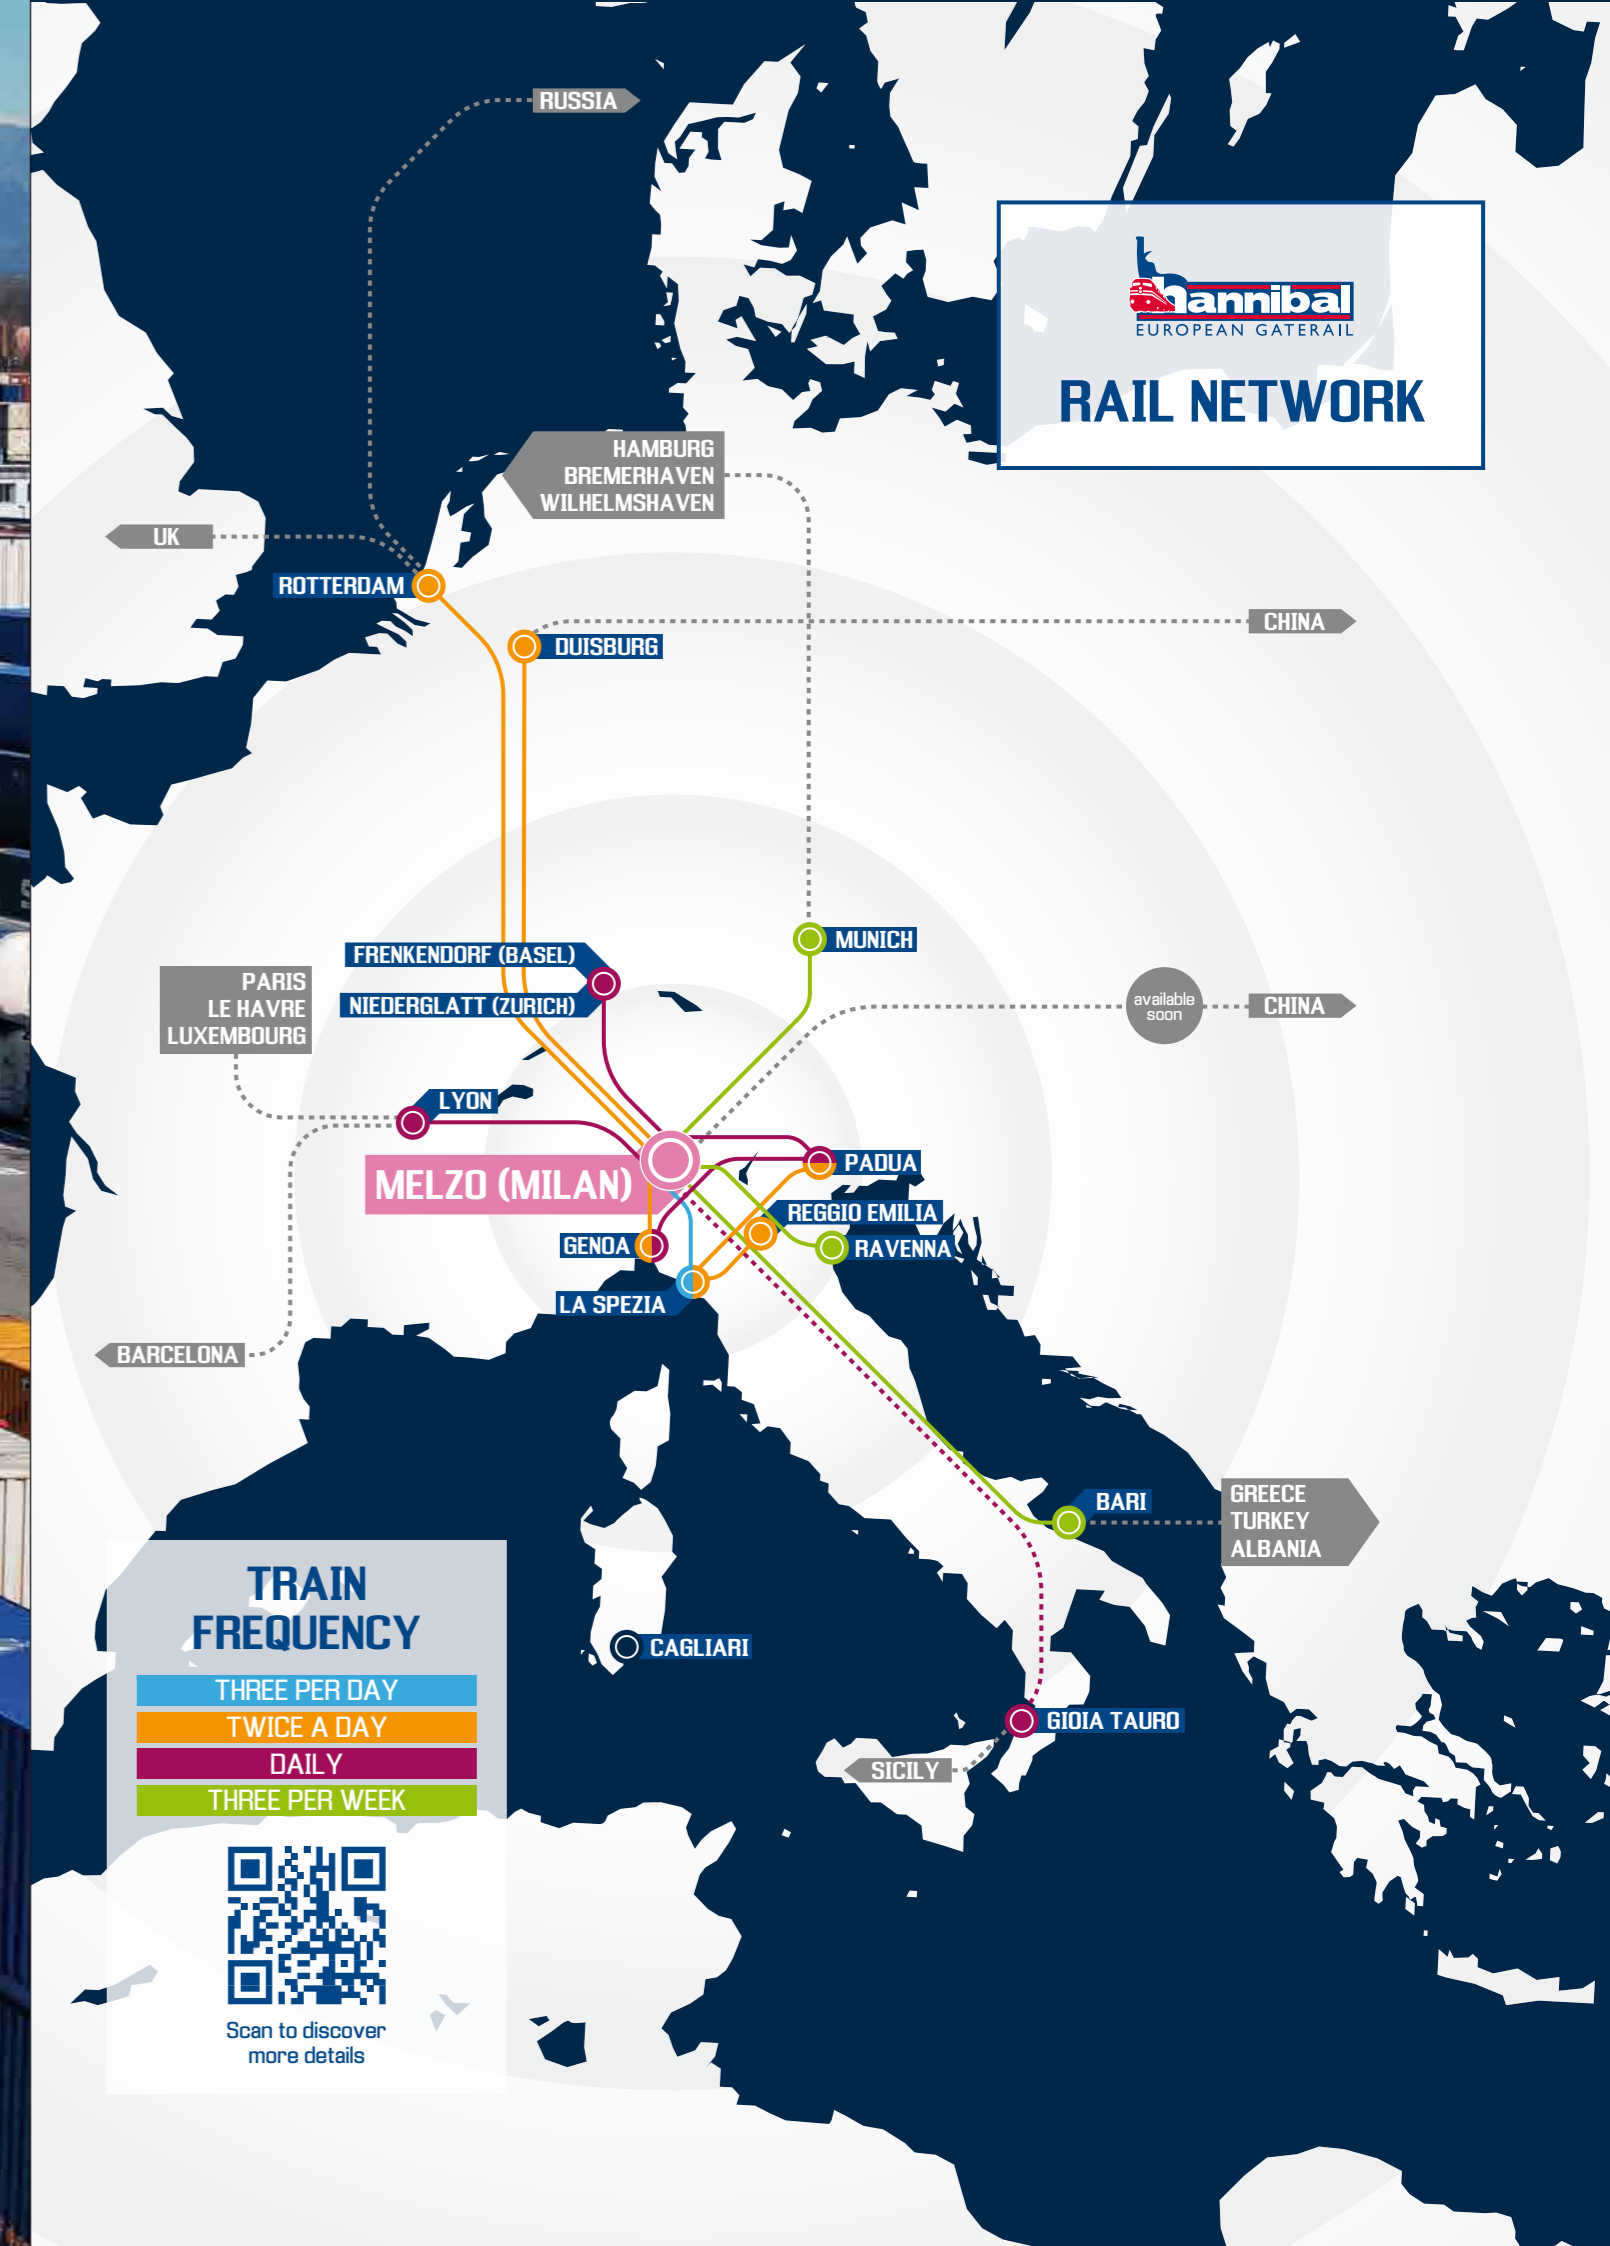 RUSSIA
hannibal
EUROPEAN GATERAIL
RAIL NETWORK
HAMBURG
BREMERHAVEN
WILHELMSHAVEN
UK
ROTTERDAM
CHINA
DUISBURG
MUNICH
FRENKENDORF (BASEL)
NIEDERGLATT (ZURICH)
PARIS
LE HAVRE
LUXEMBOURG
available
soon
CHINA
LYON
PADUA
MELZO (MILAN)
REGGIO EMILIA
GENOA
RAVENNA
LA SPEZIA
BARCELONA
BARI
GREECE
TURKEY
ALBANIA
TRAIN
FREQUENCY
THREE PER DAY
TWICE A DAY
DAILY
THREE PER WEEK
CAGLIARI
GIOIA TAURO
SICILY
Scan to discover
more details